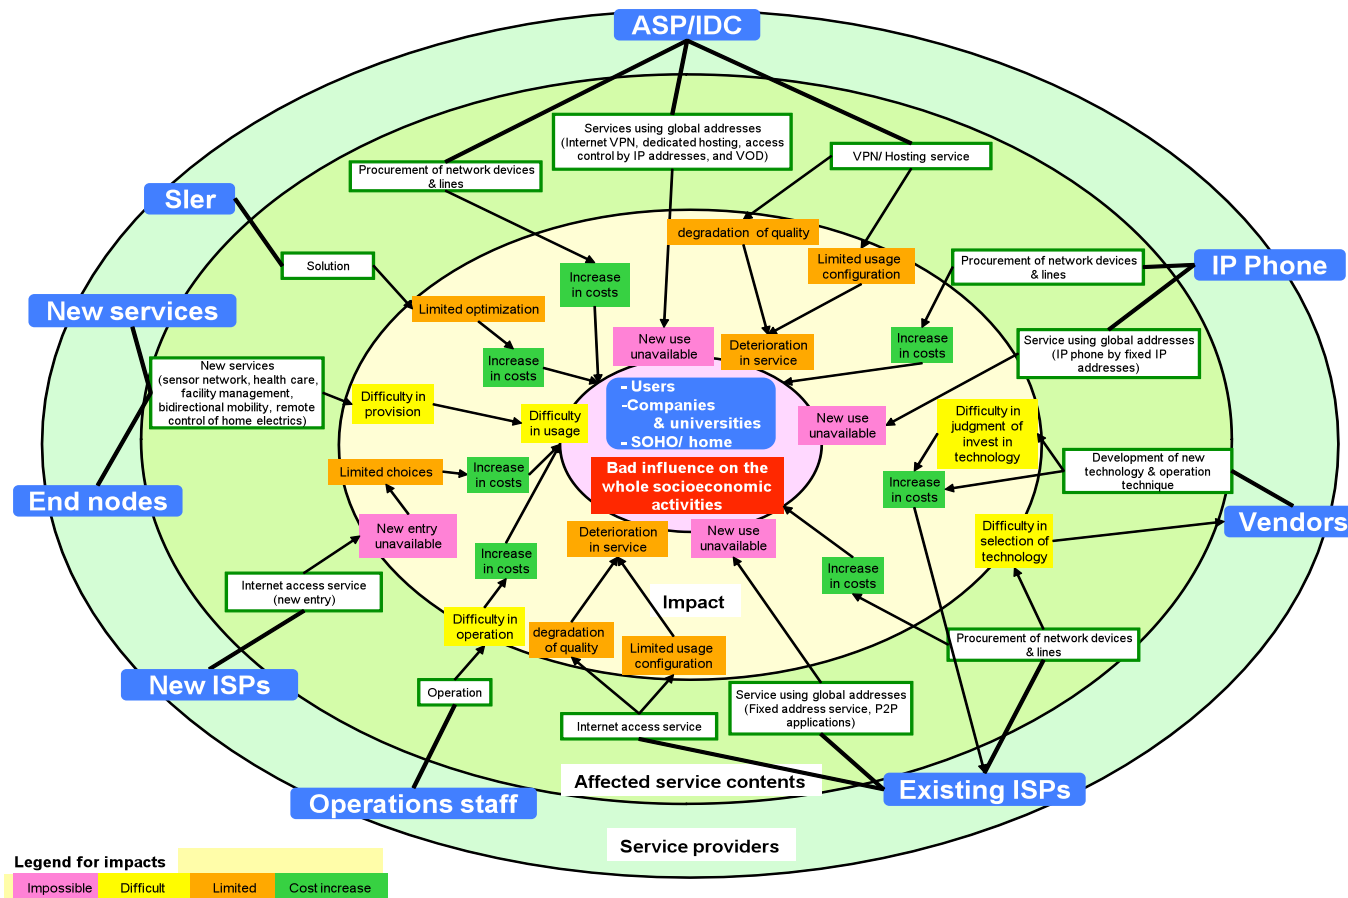 ASP/IDC
Services using global addresses
(Internet VPN, dedicated hosting, access
control by IP addresses, and VOD)
VPN/ Hosting service
Procurement of network devices
& lines
SIer
Solution
degradation of quality
Limited usage
configuration
Procurement of network devices
& lines
IP Phone
Increase
in costs
New services
Limited optimization
New use
unavailable
Deterioration
in service
Increase
in costs
Service using global addresses
(IP phone by fixed IP
addresses)
Increase
in costs
New services
(sensor network, health care,
facility management,
bidirectional mobility, remote
control of home electrics)
Difficulty in
provision
Difficulty
in usage
- Users
-Companies
& universities
- SOHO/ home
New use
unavailable
Difficulty in
judgment of
invest in
technology
Limited choices
Increase
in costs
Bad influence on the
whole socioeconomic
activities
Increase
in costs
Development of new
technology & operation
technique
End nodes
New entry
unavailable
Deterioration
in service
New use
unavailable
Difficulty in
selection of
technology
Vendors
Increase
in costs
Increase
in costs
Internet access service
(new entry)
Impact
Difficulty in
operation
degradation
of quality
Limited usage
configuration
Procurement of network devices
& lines
New ISPs
Operation
Service using global addresses
(Fixed address service, P2P
applications)
Internet access service
Affected service contents
Existing ISPs
Operations staff
Service providers
Legend for impacts
Impossible
Difficult
Limited
Cost increase